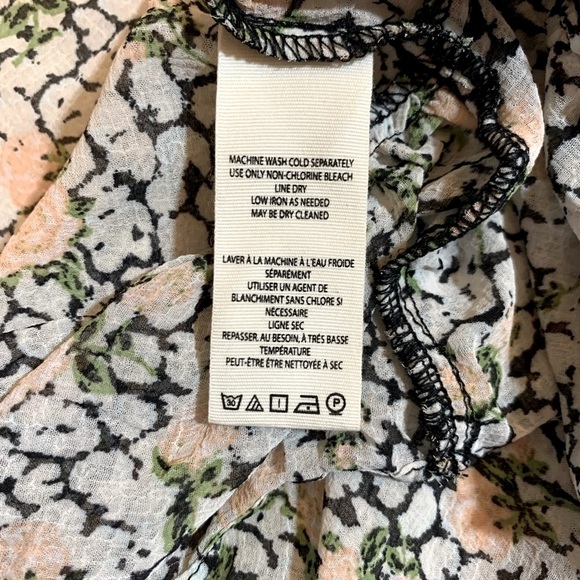 MACHINE WASH COLD SEPARATELY
USE ONLY NON-CHLORINE BLEACH
LINE DRY
LOW IRON AS NEEDED
MAY BE DRY CLEANED
LAVER À LA MACHINE À L'EAU FROIDE
SÉPARÉMENT
UTILISER UN AGENT DE
BLANCHIMENT SANS CHLORE SI
NÉCESSAIRE
LIGNE SEC
REPASSER, AU BESOIN, À TRÉS BASSE
TEMPÉRATURE
PEUT-ÊTRE ÊTRE NETTOYÉE À SEC
P